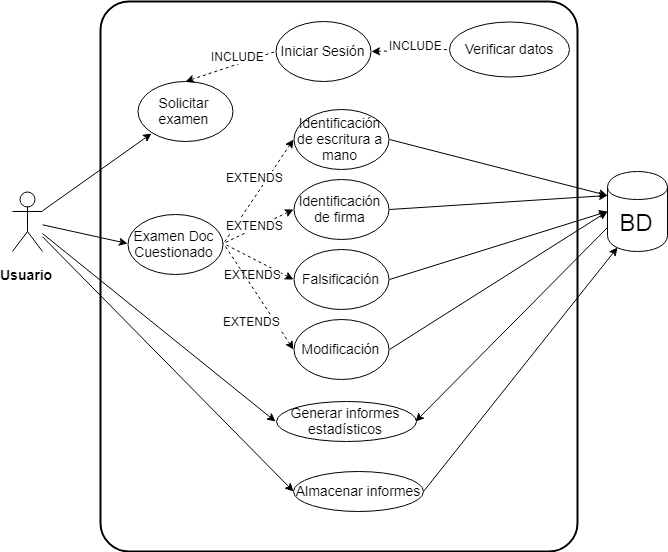 INCLUDE
Iniciar Sesión
INCLUDE
Verificar datos
Solicitar
examen
Identificación
de escritura a
mano
EXTENDS
Identificación
de firma
EXTENDS
Examen Doc
Cuestionado
BD
Usuario
EXTENDS
Falsificación
EXTENDS
Modificación
Generar informes
estadísticos
Almacenar informes